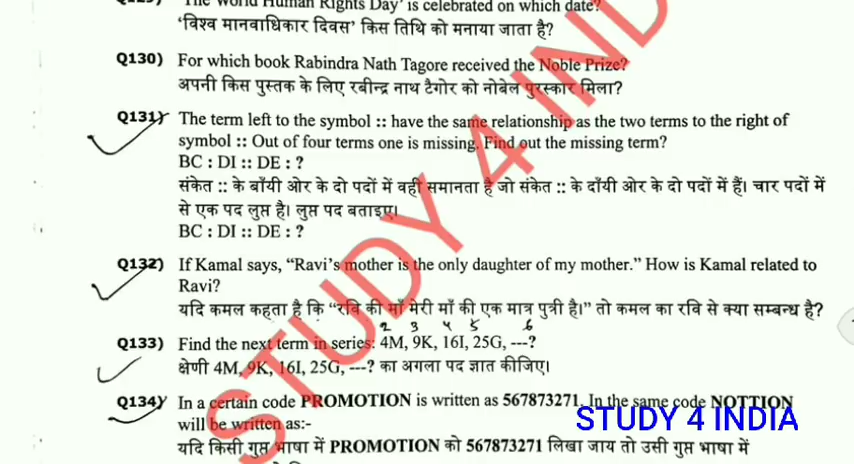 Q129) 'The World Human Rights Day' is celebrated on which date?
'विश्व मानवाधिकार दिवस' किस तिथि को मनाया जाता है?
Q130) For which book Rabindra Nath Tagore received the Noble Prize?
अपनी किस पुस्तक के लिए रबीन्द्र नाथ टैगोर को नोबेल पुरस्कार मिला?
Q131) The term left to the symbol :: have the same relationship as the two terms to the right of
symbol :: Out of four terms one is missing. Find out the missing term?
BC : DI :: DE : ?
संकेत :: के बाँयी ओर के दो पदों में वही समानता है जो संकेत :: के दाँयी ओर के दो पदों में हैं। चार पदों में
से एक पद लुप्त है। लुप्त पद बताइए।
BC : DI :: DE : ?
Q132) If Kamal says, “Ravi's mother is the only daughter of my mother.” How is Kamal related to
Ravi?
यदि कमल कहता है कि “रवि की माँ मेरी माँ की एक मात्र पुत्री है।” तो कमल का रवि से क्या सम्बन्ध है?
2 3 4 5 6
Q133) Find the next term in series: 4M, 9K, 16I, 25G, ---?
श्रेणी 4M, 9K, 16I, 25G, ---? का अगला पद ज्ञात कीजिए।
Q134) In a certain code PROMOTION is written as 567873271. In the same code NOTTION
will be written as:-
यदि किसी गुप्त भाषा में PROMOTION को 567873271 लिखा जाय तो उसी गुप्त भाषा में
STUDY 4 INDIA
STUDY 4 IND